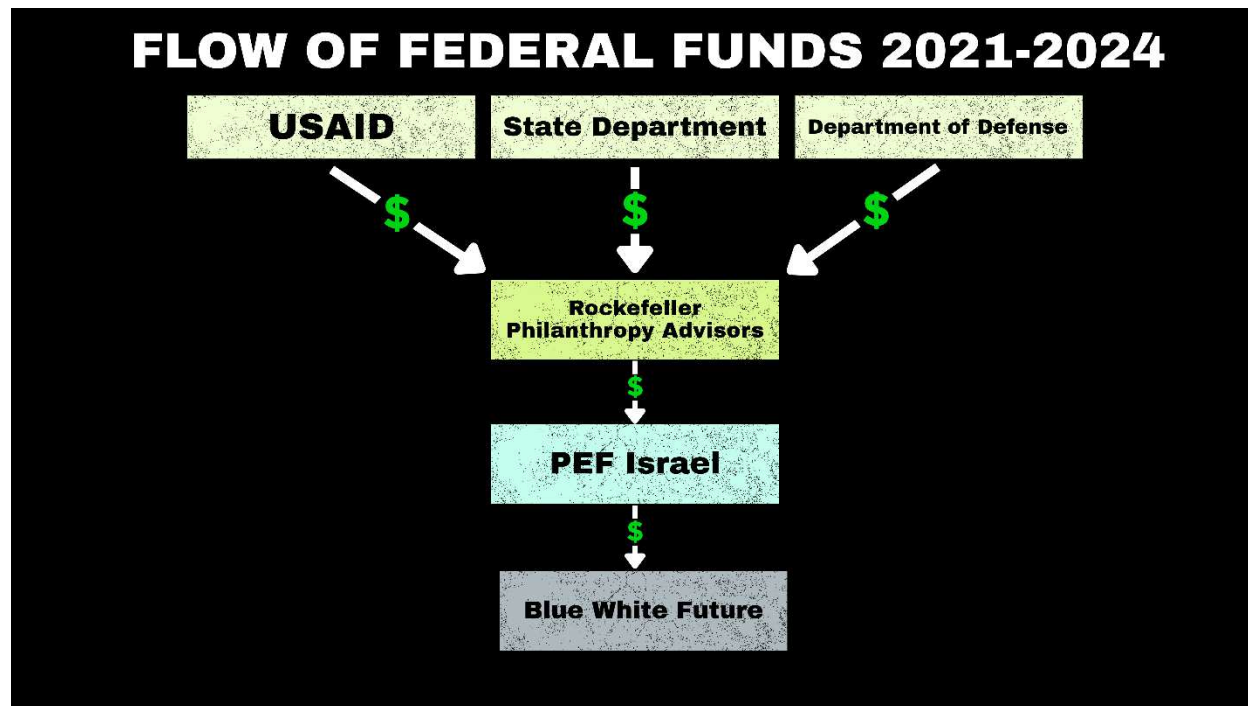 FLOW OF FEDERAL FUNDS 2021-2024
USAID
State Department
Department of Defense
$
$
$
Rockefeller
Philanthropy Advisors
$
PEF Israel
$
Blue White Future